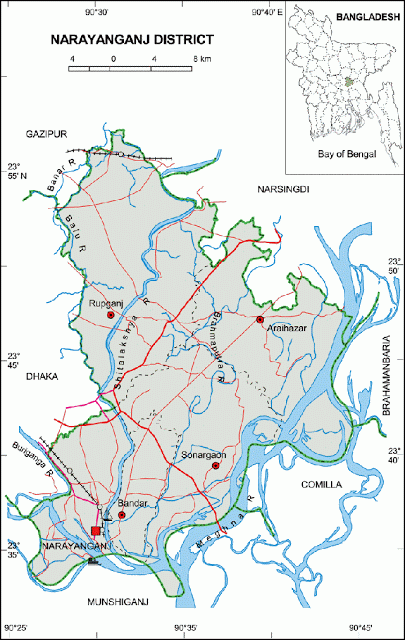 90°30'
90°40' E
NARAYANGANJ DISTRICT
4 0 4 8 km
BANGLADESH
Bay of Bengal
GAZIPUR
23°
55' N
Banar R
NARSINGDI
Balu R
23°
50'
Rupganj
Shitalaksnya R
Brahmaputra R
Araihazar
23°
45'
DHAKA
BRAHAMANBARIA
Buriganga R
Sonargaon
23°
40'
COMILLA
Bandar
Meghna R
NARAYANGANJ
23°
35'
MUNSHIGANJ
90°25'
90°35'
90°45'